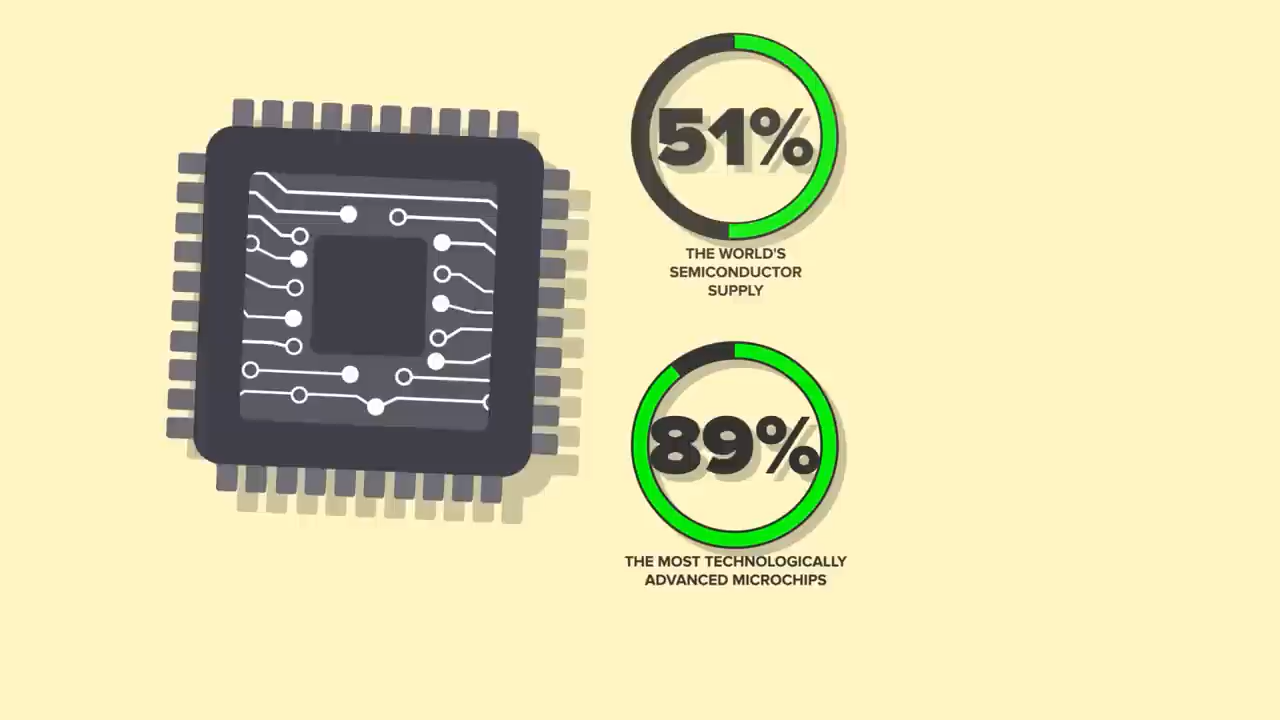 51%
THE WORLD'S
SEMICONDUCTOR
SUPPLY
89%
THE MOST TECHNOLOGICALLY
ADVANCED MICROCHIPS